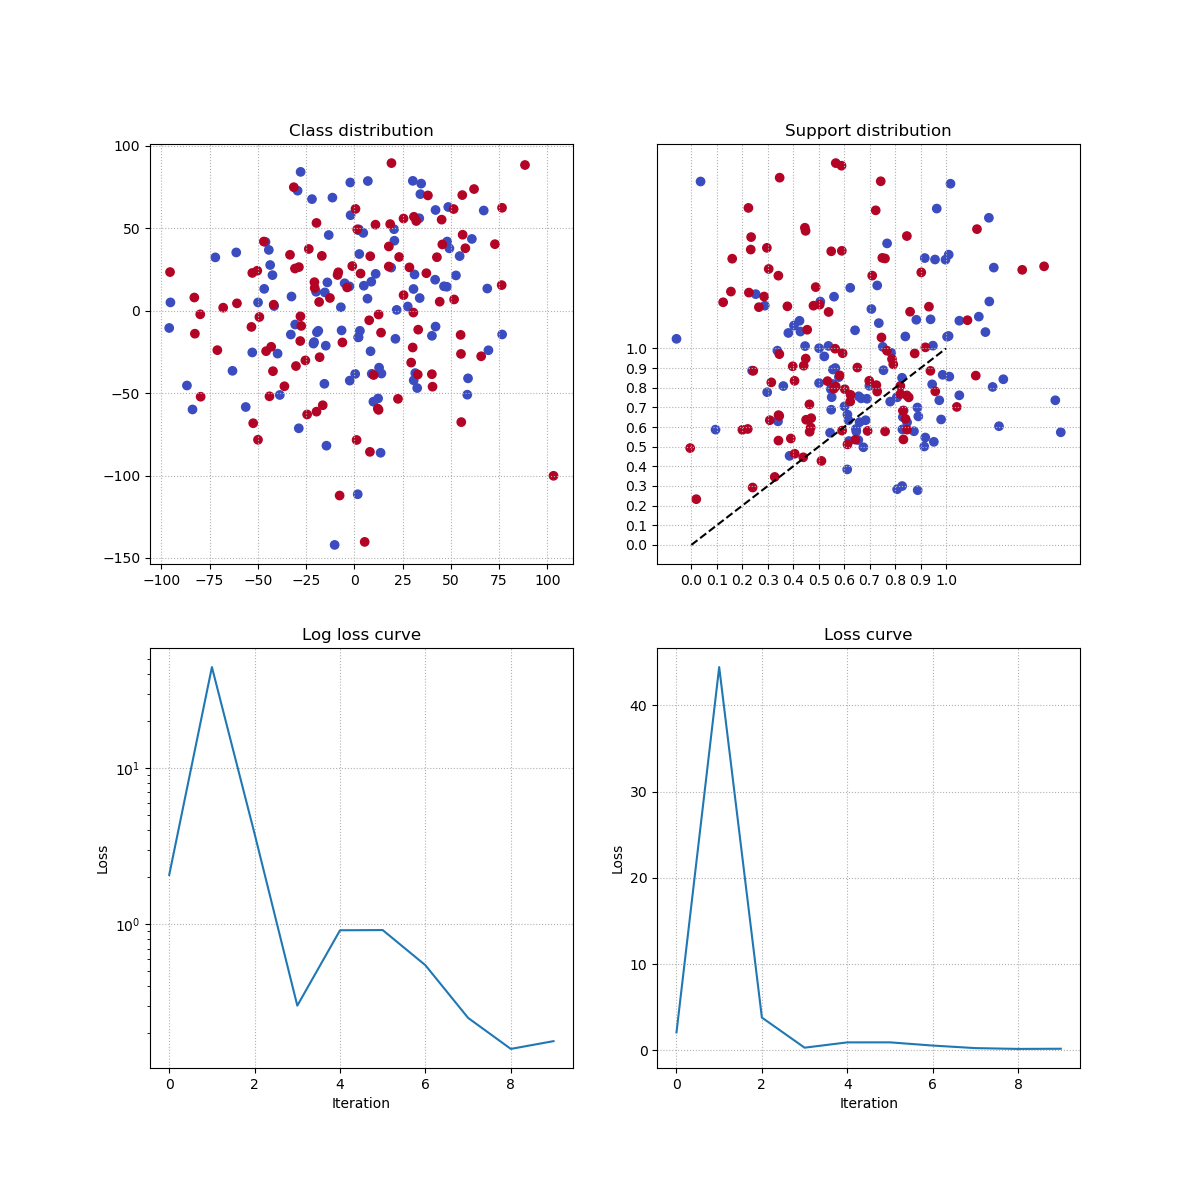 Class distribution
100
50
0
−50
−100
−150
−100 −75 −50 −25 0 25 50 75 100
Support distribution
1.0
0.9
0.8
0.7
0.6
0.5
0.4
0.3
0.2
0.1
0.0
0.0 0.1 0.2 0.3 0.4 0.5 0.6 0.7 0.8 0.9 1.0
Log loss curve
10¹
10⁰
Loss
0 2 4 6 8
Iteration
Loss curve
40
30
20
10
0
Loss
0 2 4 6 8
Iteration